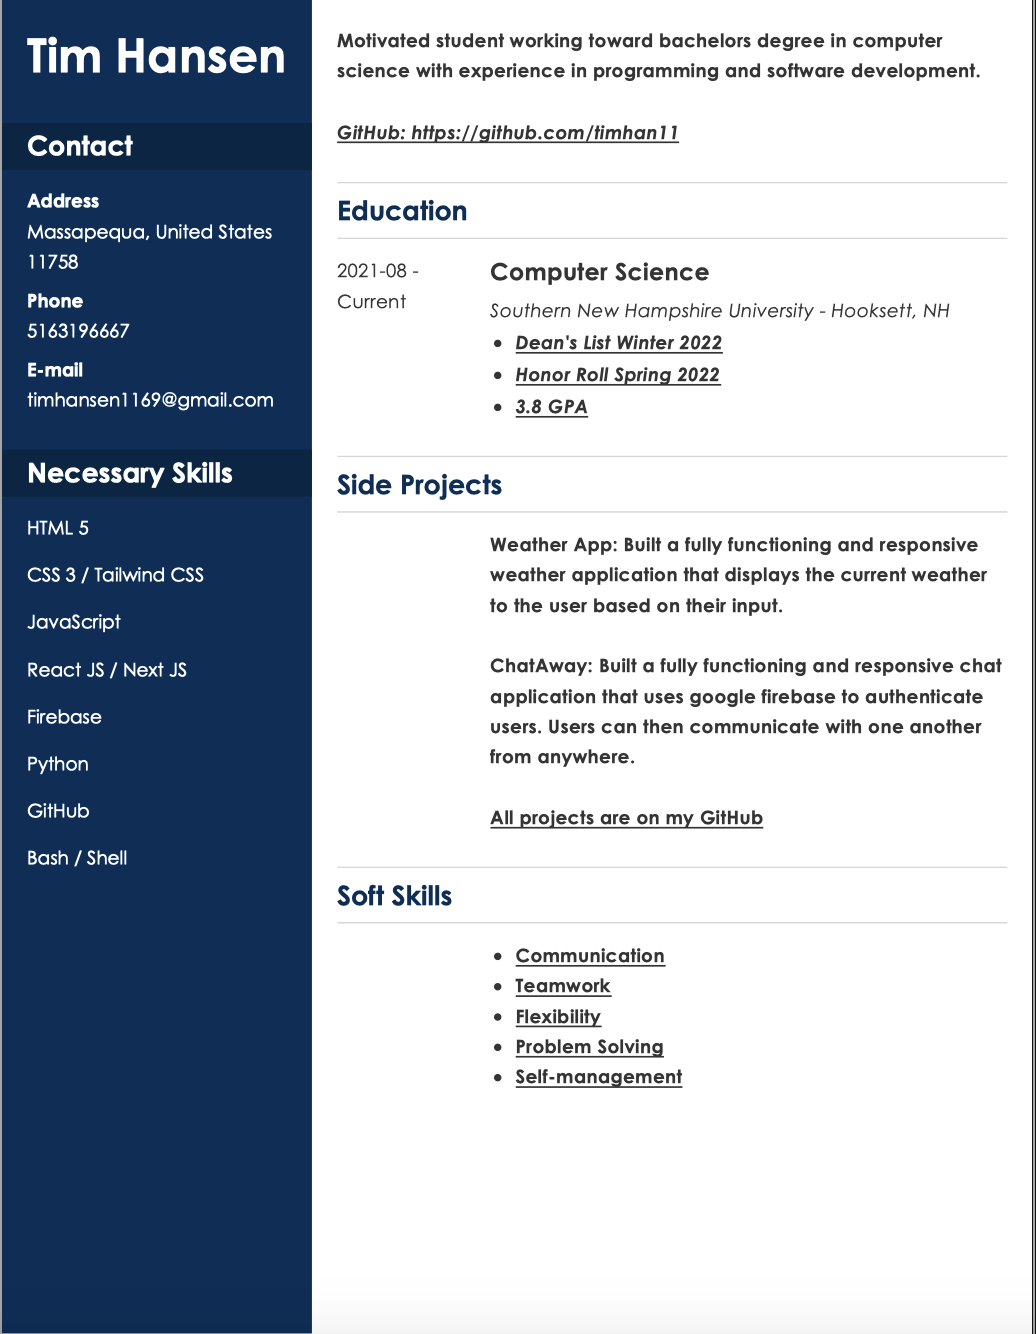 Tim Hansen
Contact
Address
Massapequa, United States
11758
Phone
5163196667
E-mail
timhansen1169@gmail.com
Necessary Skills
HTML 5
CSS 3 / Tailwind CSS
JavaScript
React JS / Next JS
Firebase
Python
GitHub
Bash / Shell
Motivated student working toward bachelors degree in computer
science with experience in programming and software development.
GitHub: https://github.com/timhan11
Education
2021-08 -
Current
Computer Science
Southern New Hampshire University - Hooksett, NH
• Dean's List Winter 2022
• Honor Roll Spring 2022
• 3.8 GPA
Side Projects
Weather App: Built a fully functioning and responsive
weather application that displays the current weather
to the user based on their input.
ChatAway: Built a fully functioning and responsive chat
application that uses google firebase to authenticate
users. Users can then communicate with one another
from anywhere.
All projects are on my GitHub
Soft Skills
• Communication
• Teamwork
• Flexibility
• Problem Solving
• Self-management